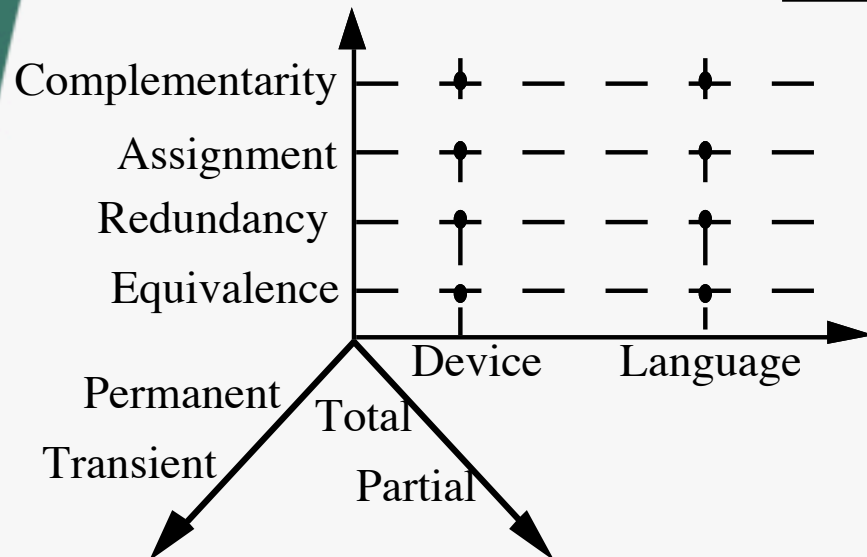 Complementarity
Assignment
Redundancy
Equivalence
Device Language
Permanent
Total
Transient
Partial